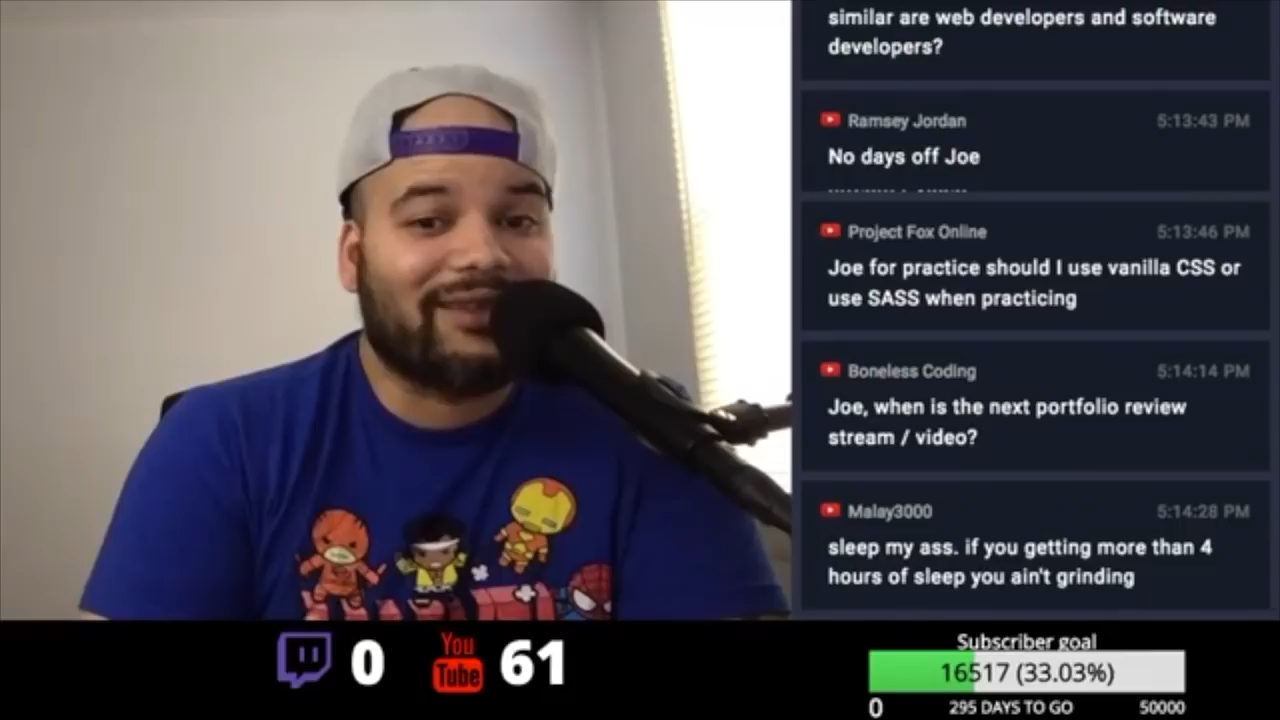 similar are web developers and software
developers?
Ramsey Jordan 5:13:43 PM
No days off Joe
Project Fox Online 5:13:46 PM
Joe for practice should I use vanilla CSS or
use SASS when practicing
Boneless Coding 5:14:14 PM
Joe, when is the next portfolio review
stream / video?
Malay3000 5:14:28 PM
sleep my ass. if you getting more than 4
hours of sleep you ain't grinding
0
You
Tube
61
Subscriber goal
16517 (33.03%)
0 295 DAYS TO GO 50000